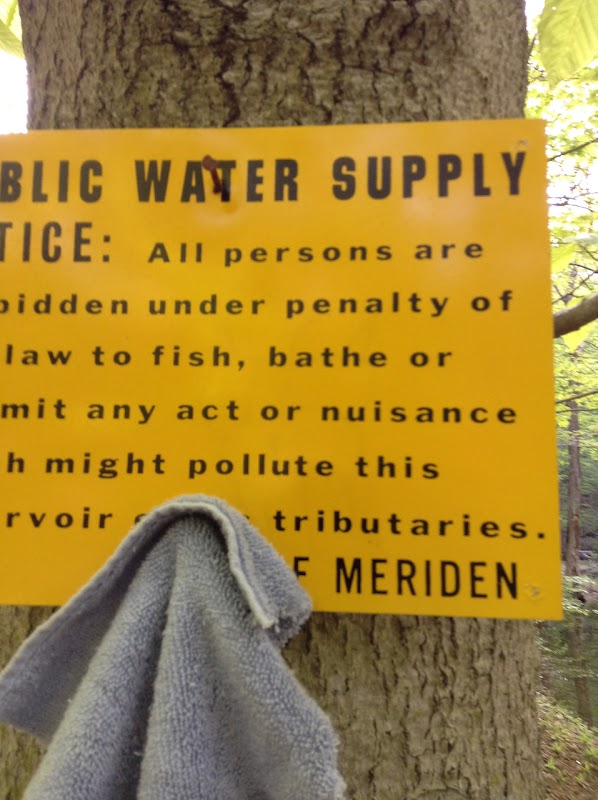 BLIC WATER SUPPLY
TICE: All persons are
bidden under penalty of
law to fish, bathe or
mit any act or nuisance
h might pollute this
rvoir tributaries.
F MERIDEN